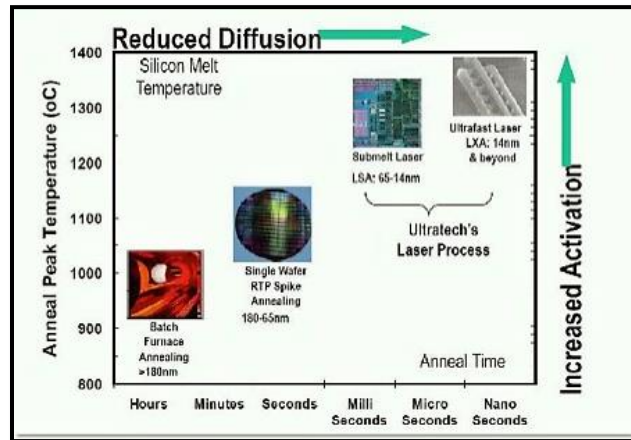 Reduced Diffusion
Increased Activation
Anneal Peak Temperature (oC)
1400
1300
1200
1100
1000
900
800
Silicon Melt
Temperature
Batch
Furnace
Annealing
>180nm
Single Wafer
RTP Spike
Annealing
180-65nm
Submelt Laser
LSA: 65-14nm
Ultrafast Laser
LXA: 14nm
& beyond
Ultratech's
Laser Process
Anneal Time
Hours
Minutes
Seconds
Milli
Seconds
Micro
Seconds
Nano
Seconds